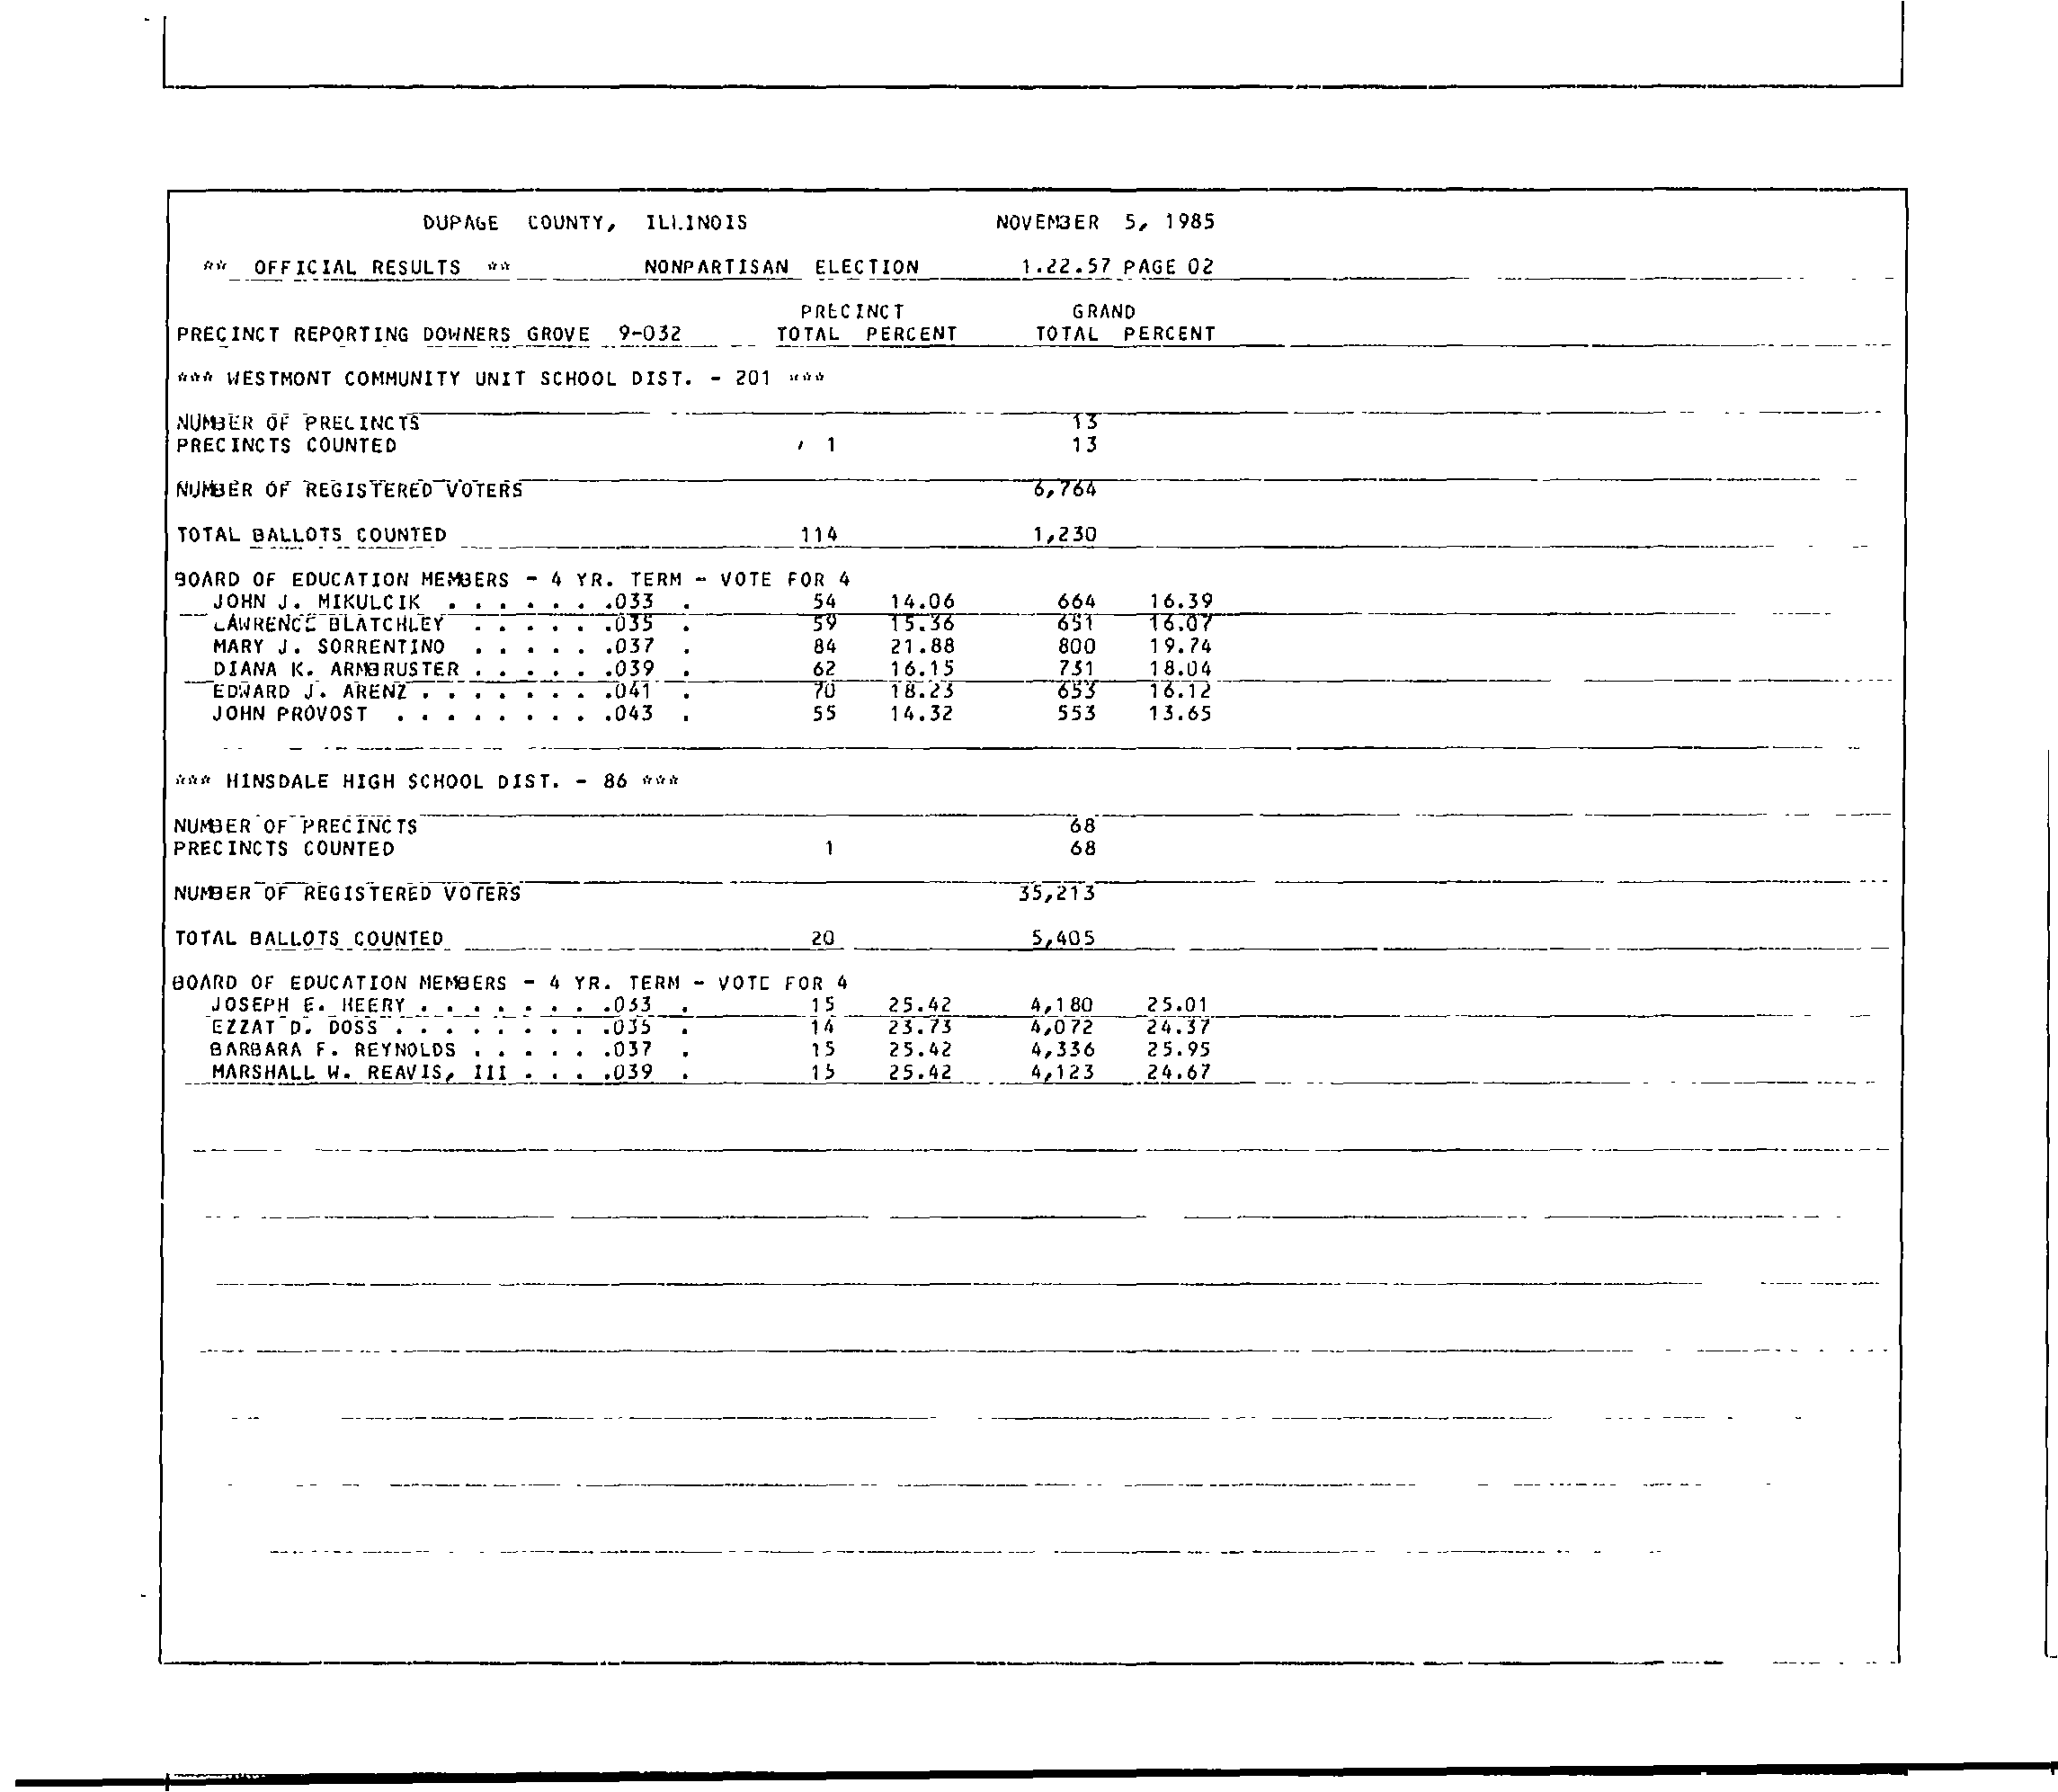 DUPAGE COUNTY, ILLINOIS NOVEMBER 5, 1985
** OFFICIAL RESULTS ** NONPARTISAN ELECTION 1.22.57 PAGE 02
PRECINCT GRAND
PRECINCT REPORTING DOWNERS GROVE 9-032 TOTAL PERCENT TOTAL PERCENT
*** WESTMONT COMMUNITY UNIT SCHOOL DIST. - 201 ***
NUMBER OF PRECINCTS 13
PRECINCTS COUNTED 1 13
NUMBER OF REGISTERED VOTERS 6,764
TOTAL BALLOTS COUNTED 114 1,230
BOARD OF EDUCATION MEMBERS - 4 YR. TERM - VOTE FOR 4
JOHN J. MIKULCIK . . . . . . .033 . 54 14.06 664 16.39
LAWRENCE BLATCHLEY . . . . . .035 . 59 15.36 651 16.07
MARY J. SORRENTINO . . . . . .037 . 84 21.88 800 19.74
DIANA K. ARMBRUSTER . . . . . .039 . 62 16.15 731 18.04
EDWARD J. ARENZ . . . . . . . .041 . 70 18.23 653 16.12
JOHN PROVOST . . . . . . . . .043 . 55 14.32 553 13.65
*** HINSDALE HIGH SCHOOL DIST. - 86 ***
NUMBER OF PRECINCTS 68
PRECINCTS COUNTED 1 68
NUMBER OF REGISTERED VOTERS 35,213
TOTAL BALLOTS COUNTED 20 5,405
BOARD OF EDUCATION MEMBERS - 4 YR. TERM - VOTE FOR 4
JOSEPH E. HEERY . . . . . . . .033 . 15 25.42 4,180 25.01
EZZAT D. DOSS . . . . . . . . .035 . 14 23.73 4,072 24.37
BARBARA F. REYNOLDS . . . . . .037 . 15 25.42 4,336 25.95
MARSHALL W. REAVIS, III . . . .039 . 15 25.42 4,123 24.67